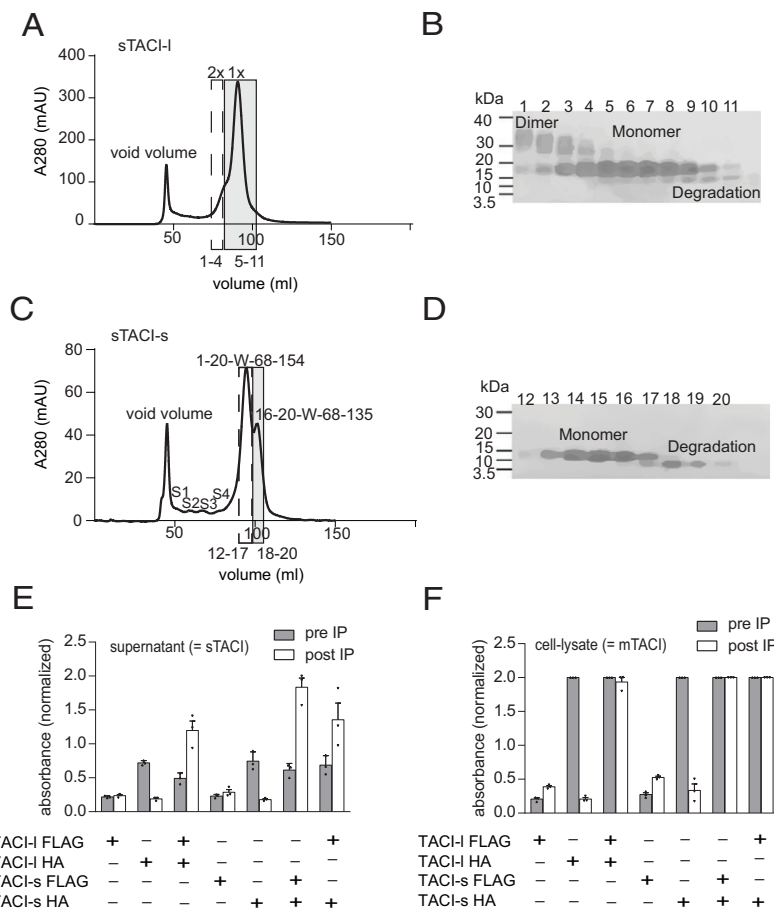 A
sTACI-l
A280 (mAU)
400
300
200
100
0
2x 1x
void volume
50
100
150
1-4
5-11
volume (ml)
B
kDa
1 2 3 4 5 6 7 8 9 10 11
40
30
20
15
10
3.5
Dimer
Monomer
Degradation
C
sTACI-s
A280 (mAU)
80
60
40
20
0
1-20-W-68-154
void volume
16-20-W-68-135
S1
S2
S3
S4
50
100
150
12-17
18-20
volume (ml)
D
kDa
12 13 14 15 16 17 18 19 20
30
20
15
10
3.5
Monomer
Degradation
E
absorbance (normalized)
2.5
2.0
1.5
1.0
0.5
0.0
supernatant (= sTACI)
pre IP
post IP
TACI-l FLAG + – + – – – +
TACI-l HA – + + – – – –
TACI-s FLAG – – – + – + –
TACI-s HA – – – – + + +
F
absorbance (normalized)
2.5
2.0
1.5
1.0
0.5
0.0
cell-lysate (= mTACI)
pre IP
post IP
TACI-l FLAG + – + – – – +
TACI-l HA – + + – – – –
TACI-s FLAG – – – + – + –
TACI-s HA – – – – + + +